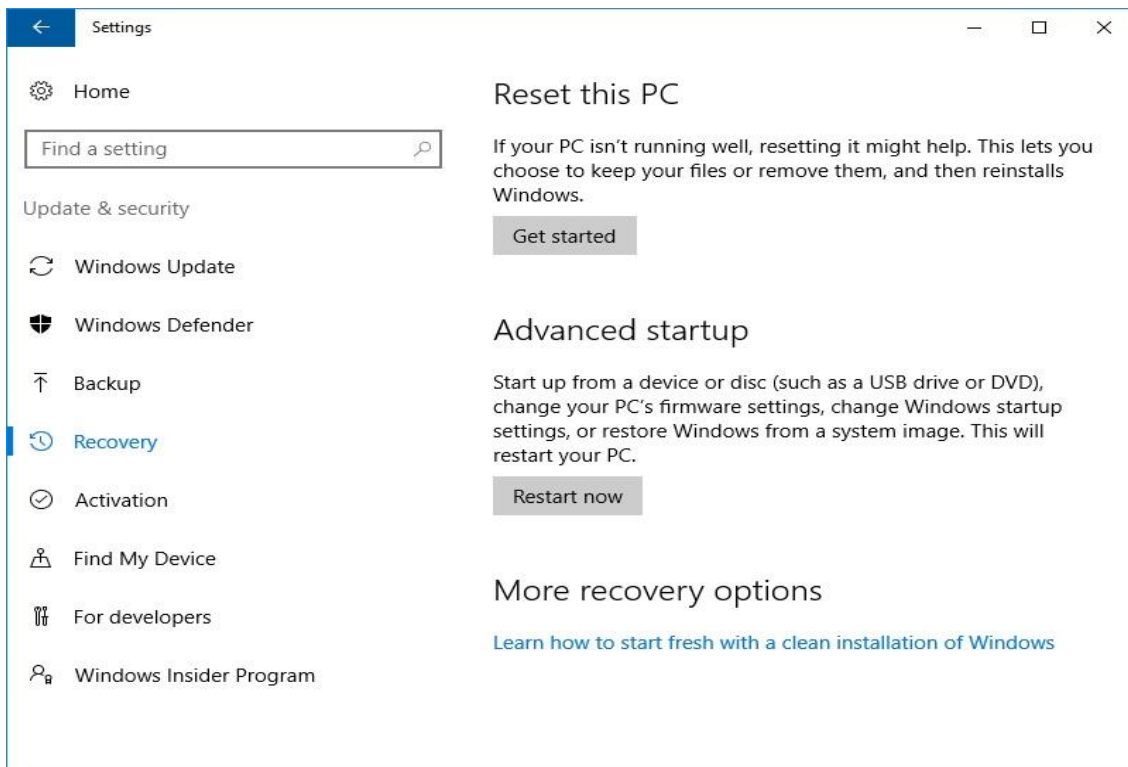 Settings
Home
Find a setting
Update & security
Windows Update
Windows Defender
Backup
Recovery
Activation
Find My Device
For developers
Windows Insider Program
Reset this PC
If your PC isn’t running well, resetting it might help. This lets you
choose to keep your files or remove them, and then reinstalls
Windows.
Get started
Advanced startup
Start up from a device or disc (such as a USB drive or DVD),
change your PC’s firmware settings, change Windows startup
settings, or restore Windows from a system image. This will
restart your PC.
Restart now
More recovery options
Learn how to start fresh with a clean installation of Windows